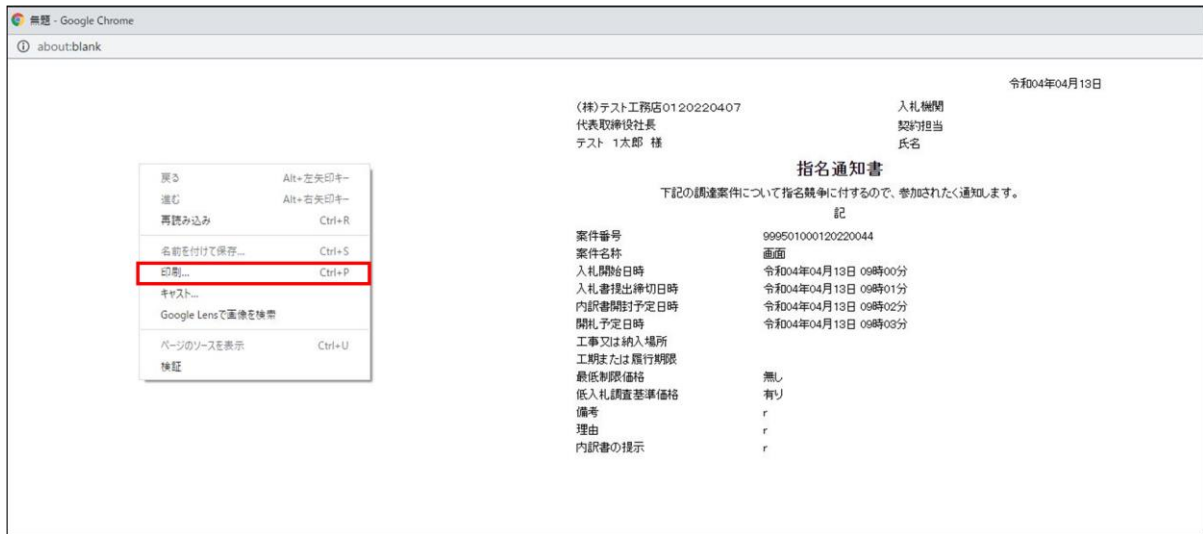 無題 - Google Chrome
about:blank
令和04年04月13日
(株)テスト工務店0120220407 入札機関
代表取締役社長 契約担当
テスト 1太郎 様 氏名
指名通知書
下記の調達案件について指名競争に付するので、参加されたく通知します。
記
戻る Alt+左矢印キー
進む Alt+右矢印キー
再読み込み Ctrl+R
名前を付けて保存... Ctrl+S
印刷... Ctrl+P
キャスト...
Google Lensで画像を検索
ページのソースを表示 Ctrl+U
検証
案件番号 999501000120220044
案件名称 画面
入札開始日時 令和04年04月13日 09時00分
入札書提出締切日時 令和04年04月13日 09時01分
内訳書開封予定日時 令和04年04月13日 09時02分
開札予定日時 令和04年04月13日 09時03分
工事又は納入場所
工期または履行期限
最低制限価格 無し
低入札調査基準価格 有り
備考 r
理由 r
内訳書の提示 r